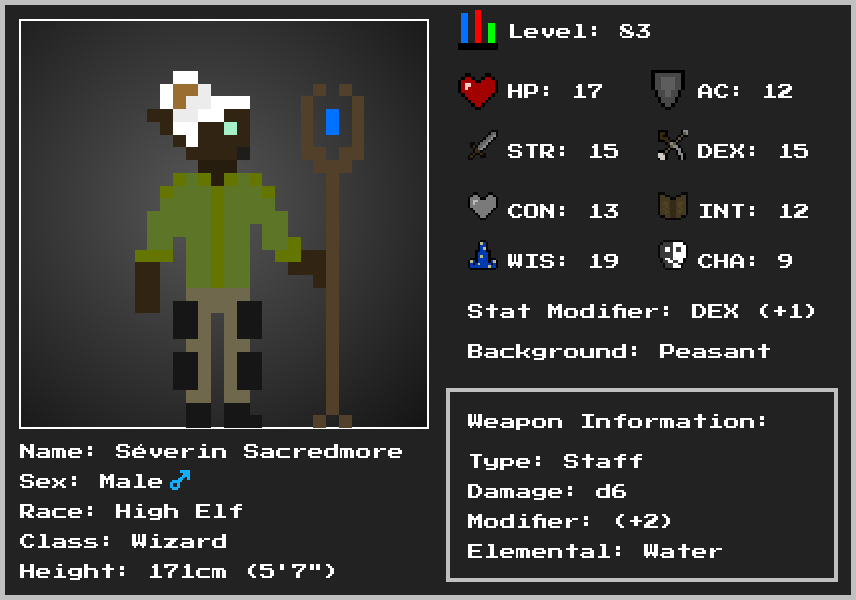 Level: 83
HP: 17 AC: 12
STR: 15 DEX: 15
CON: 13 INT: 12
WIS: 19 CHA: 9
Stat Modifier: DEX (+1)
Background: Peasant
Weapon Information:
Type: Staff
Damage: d6
Modifier: (+2)
Elemental: Water
Name: Séverin Sacredmore
Sex: Male♂
Race: High Elf
Class: Wizard
Height: 171cm (5'7")